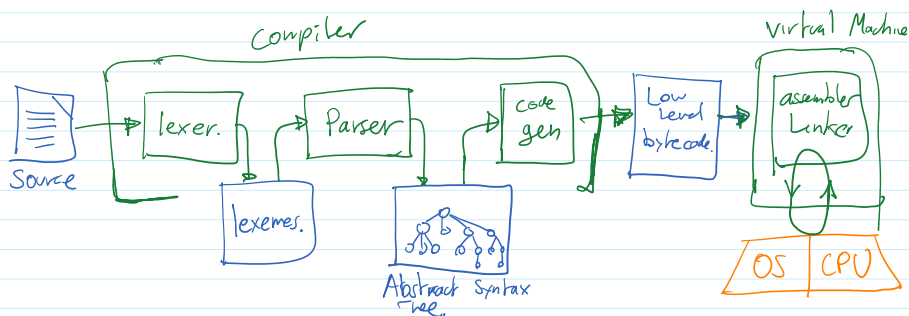 Compiler
Virtual Machine
Source
lexer.
lexemes.
Parser
Abstract Syntax
Tree.
code
gen
Low
Level
bytecode.
assembler
Linker
OS
CPU